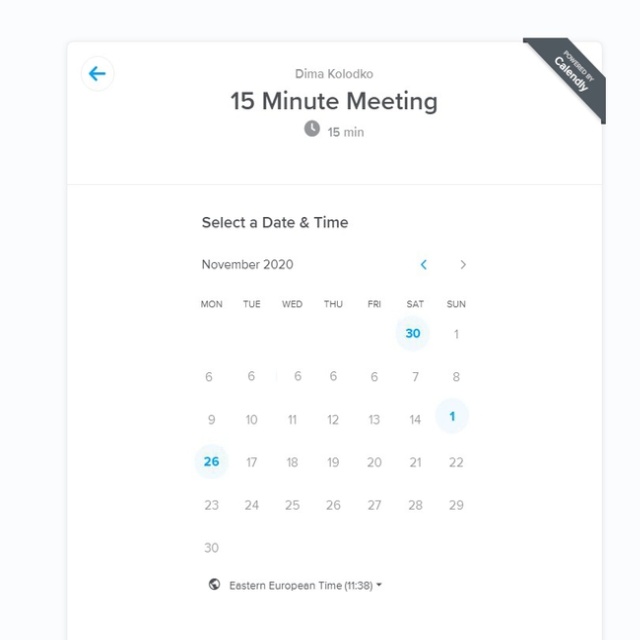 POWERED BY
Calendly
Dima Kolodko
15 Minute Meeting
15 min
Select a Date & Time
November 2020
MON TUE WED THU FRI SAT SUN
30 1
6 6 6 6 6 7 8
9 10 11 12 13 14 1
26 17 18 19 20 21 22
23 24 25 26 27 28 29
30
Eastern European Time (11:38)